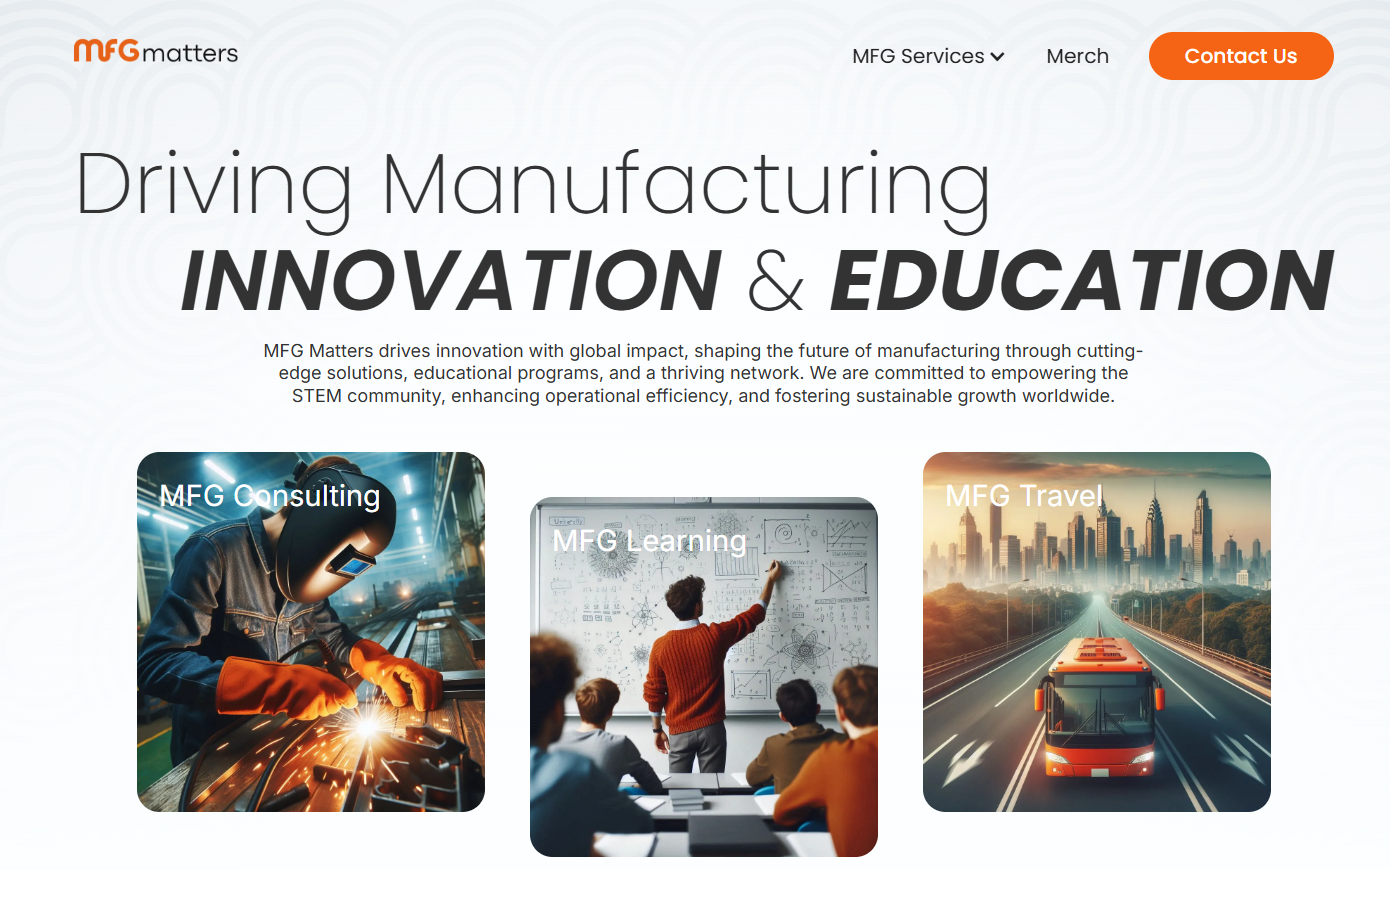 MFG matters
MFG Services
Merch
Contact Us
Driving Manufacturing
INNOVATION & EDUCATION
MFG Matters drives innovation with global impact, shaping the future of manufacturing through cutting-
edge solutions, educational programs, and a thriving network. We are committed to empowering the
STEM community, enhancing operational efficiency, and fostering sustainable growth worldwide.
MFG Consulting
MFG Learning
MFG Travel